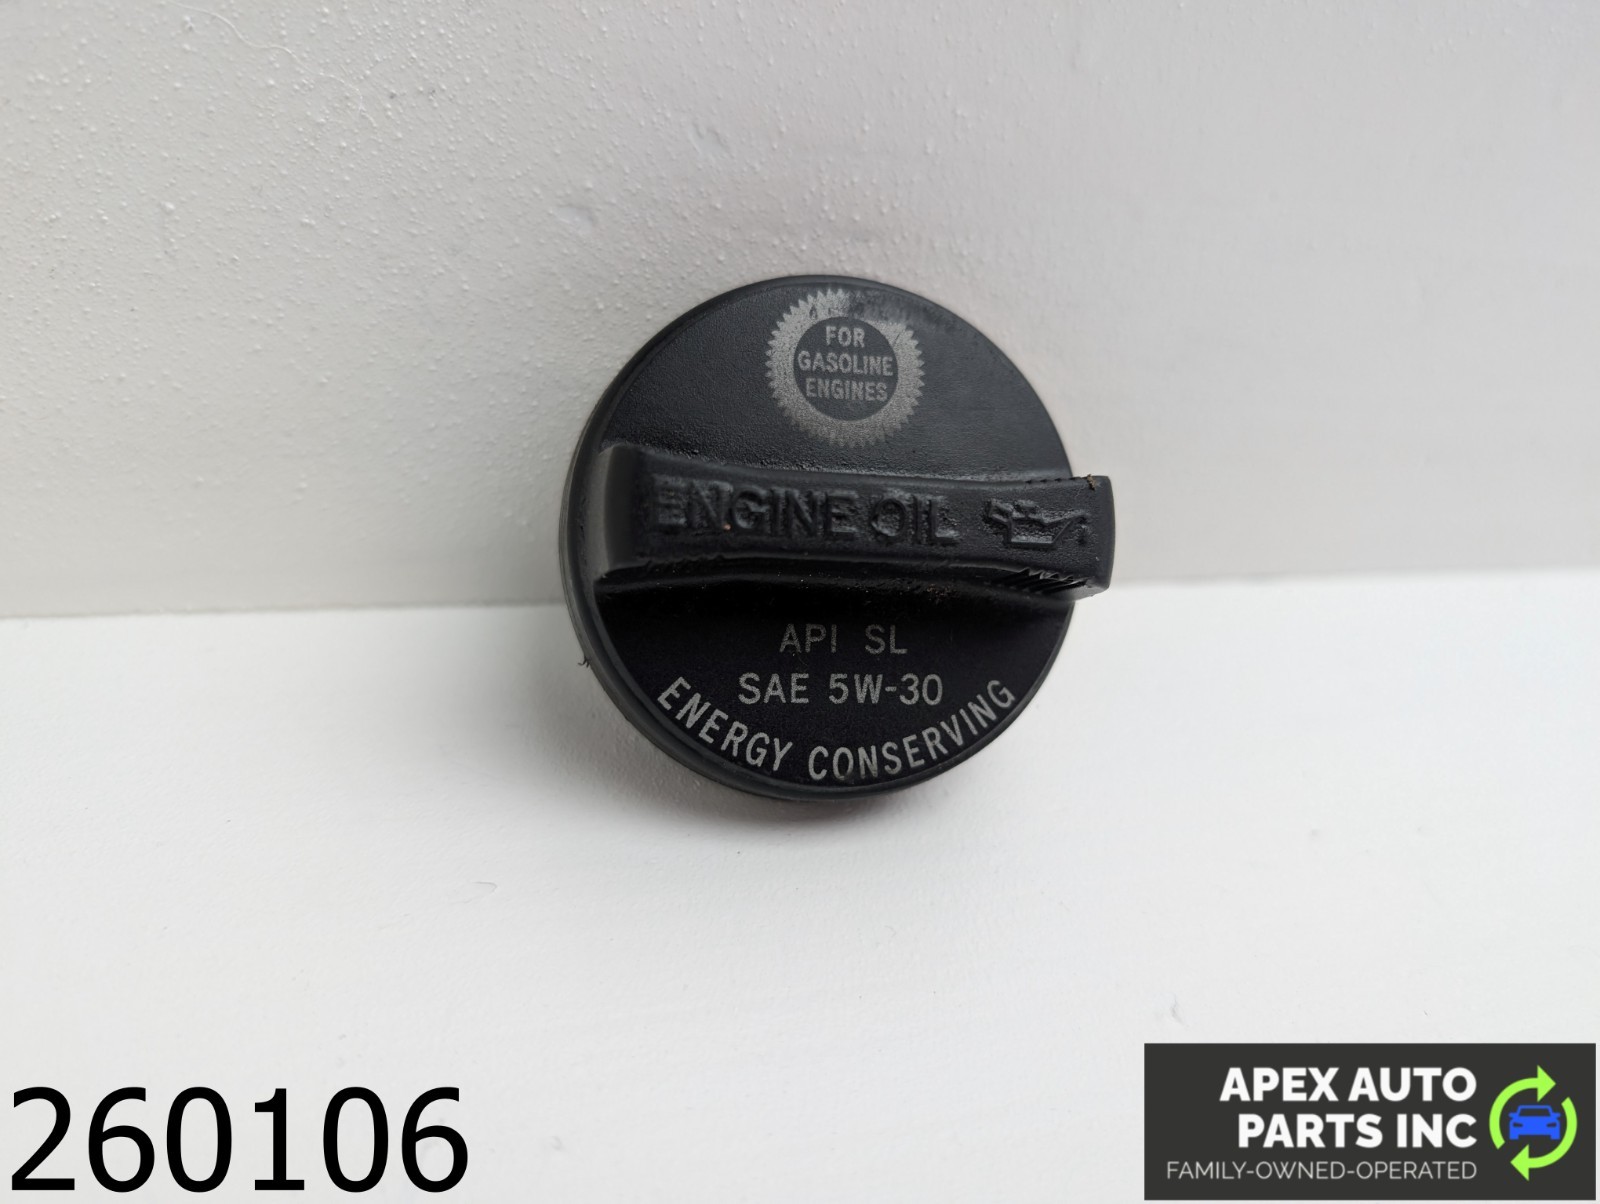 FOR
GASOLINE
ENGINES
ENGINE OIL
API SL
SAE 5W-30
ENERGY CONSERVING
260106
APEX AUTO
PARTS INC
FAMILY-OWNED-OPERATED